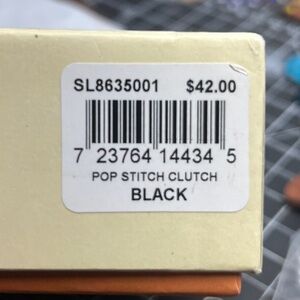 SL8635001 $42.00
7 23764 14434 5
POP STITCH CLUTCH
BLACK